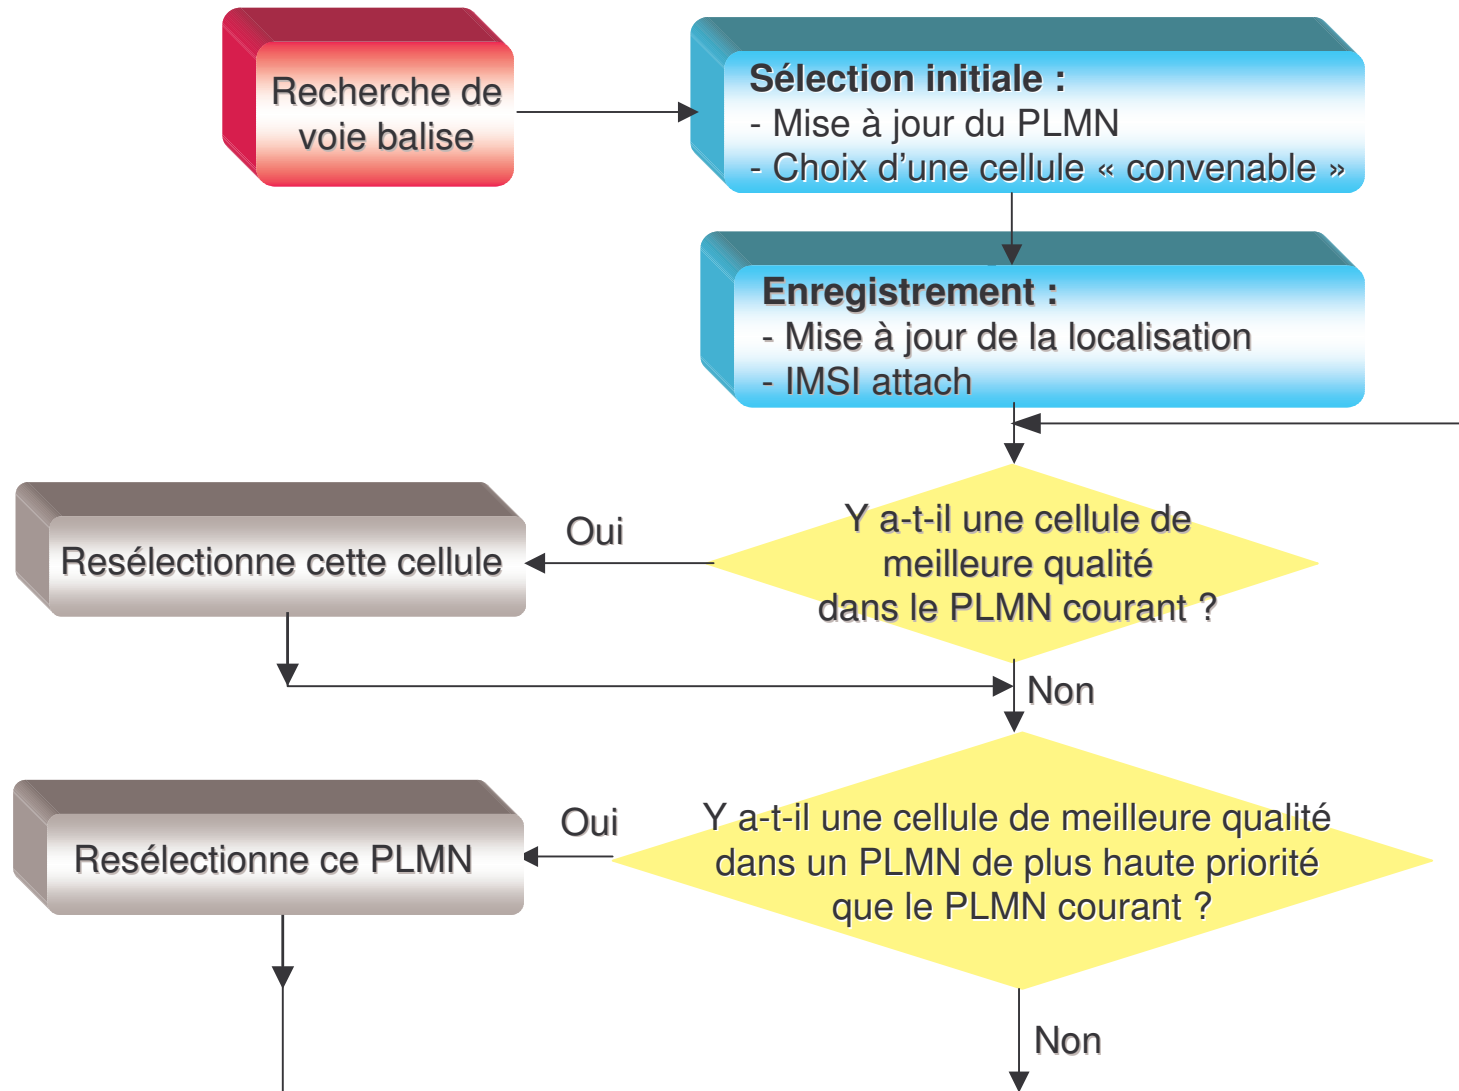 Recherche de
voie balise
Sélection initiale :
- Mise à jour du PLMN
- Choix d'une cellule « convenable »
Enregistrement :
- Mise à jour de la localisation
- IMSI attach
Y a-t-il une cellule de
meilleure qualité
dans le PLMN courant ?
Oui
Resélectionne cette cellule
Non
Y a-t-il une cellule de meilleure qualité
dans un PLMN de plus haute priorité
que le PLMN courant ?
Oui
Resélectionne ce PLMN
Non